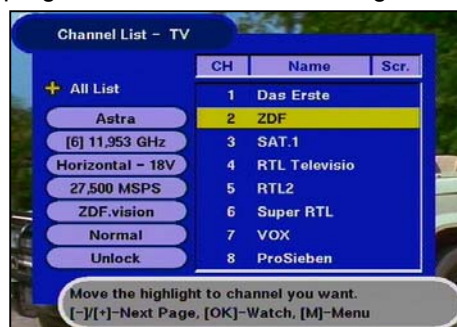 Channel List - TV
CH Name Scr.
+ All List
Astra
[6] 11,953 GHz
Horizontal - 18V
27,500 MSPS
ZDF.vision
Normal
Unlock
1 Das Erste
2 ZDF
3 SAT.1
4 RTL Televisio
5 RTL2
6 Super RTL
7 VOX
8 ProSieben
Move the highlight to channel you want.
[-]/[+]-Next Page, [OK]-Watch, [M]-Menu